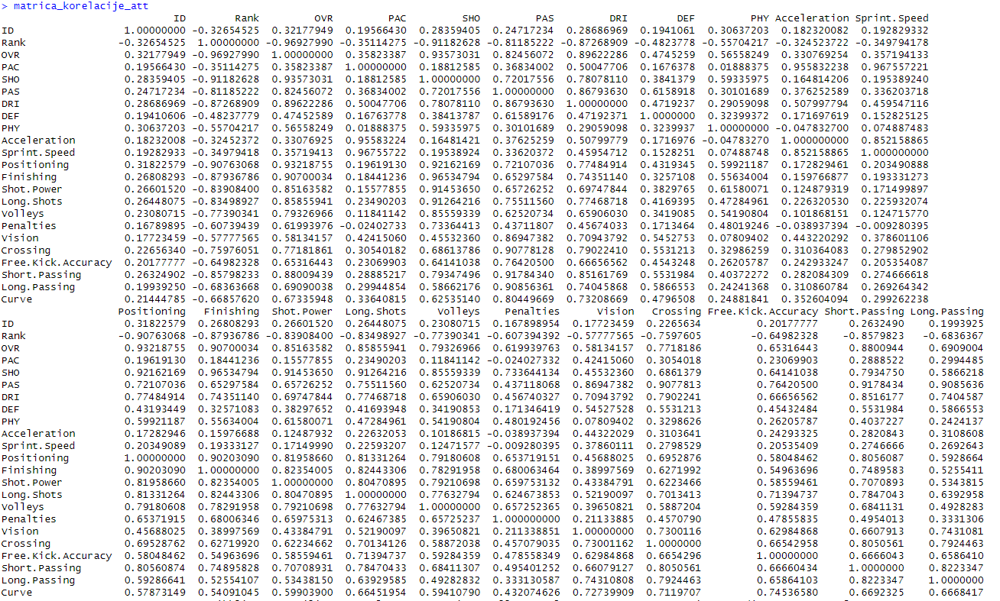 > matrica_korelacije_att
ID Rank OVR PAC SHO PAS DRI DEF PHY Acceleration Sprint.Speed
ID 1.00000000 -0.32654525 0.32177949 0.19566430 0.28359405 0.24717234 0.28686969 0.1941061 0.30637203 0.182320082 0.192829332
Rank -0.32654525 1.00000000 -0.96927990 -0.35114275 -0.91182628 -0.81185222 -0.87268909 -0.4823778 -0.55704217 -0.324523722 -0.349794178
OVR 0.32177949 -0.96927990 1.00000000 0.35823387 0.93573031 0.82456072 0.89622286 0.4745259 0.56558249 0.330769254 0.357194133
PAC 0.19566430 -0.35114275 0.35823387 1.00000000 0.18812585 0.36834002 0.50047706 0.1676378 0.01888375 0.955832238 0.967557221
SHO 0.28359405 -0.91182628 0.93573031 0.18812585 1.00000000 0.72017556 0.78078110 0.3841379 0.59335975 0.164814206 0.195389240
PAS 0.24717234 -0.81185222 0.82456072 0.36834002 0.72017556 1.00000000 0.86793630 0.6158918 0.30101689 0.376252589 0.336203718
DRI 0.28686969 -0.87268909 0.89622286 0.50047706 0.78078110 0.86793630 1.00000000 0.4719237 0.29059098 0.507997794 0.459547116
DEF 0.19410606 -0.48237779 0.47452589 0.16763778 0.38413787 0.61589176 0.47192371 1.0000000 0.32399372 0.171697619 0.152825125
PHY 0.30637203 -0.55704217 0.56558249 0.01888375 0.59335975 0.30101689 0.29059098 0.3239937 1.00000000 -0.047832700 0.074887483
Acceleration 0.18232008 -0.32452372 0.33076925 0.95583224 0.16481421 0.37625259 0.50799779 0.1716976 -0.04783270 1.000000000 0.852158865
Sprint.Speed 0.19282933 -0.34979418 0.35719413 0.96755722 0.19538924 0.33620372 0.45954712 0.1528251 0.07488748 0.852158865 1.000000000
Positioning 0.31822579 -0.90763068 0.93218755 0.19619130 0.92162169 0.72107036 0.77484914 0.4319345 0.59921187 0.172829461 0.203490888
Finishing 0.26808293 -0.87936786 0.90700034 0.18441236 0.96534794 0.65297584 0.74351140 0.3257108 0.55634004 0.159766877 0.193331273
Shot.Power 0.26601520 -0.83908400 0.85163582 0.15577855 0.91453650 0.65726252 0.69747844 0.3829765 0.61580071 0.124879319 0.171499897
Long.Shots 0.26448075 -0.83498927 0.85855941 0.23490203 0.91264216 0.75511560 0.77468718 0.4169395 0.47284961 0.226320530 0.225932074
Volleys 0.23080715 -0.77390341 0.79326966 0.11841142 0.85559339 0.62520734 0.65906030 0.3419085 0.54190804 0.101868151 0.124715770
Penalties 0.16789895 -0.60739439 0.61993976 -0.02402733 0.73364413 0.43711807 0.45674033 0.1713464 0.48019246 -0.038937394 -0.009280395
Vision 0.17723459 -0.57777565 0.58134157 0.42415060 0.45532360 0.86947382 0.70943792 0.5452753 0.07809402 0.443220292 0.378601106
Crossing 0.22656340 -0.75976051 0.77181861 0.30540182 0.68613786 0.90778128 0.79022410 0.5531213 0.32986259 0.310364083 0.279852902
Free.Kick.Accuracy 0.20177777 -0.64982328 0.65316443 0.23069903 0.64141038 0.76420500 0.66656562 0.4543248 0.26205787 0.242933247 0.205354087
Short.Passing 0.26324902 -0.85798233 0.88009439 0.28885217 0.79347496 0.91784340 0.85161769 0.5531984 0.40372272 0.282084309 0.274666618
Long.Passing 0.19939250 -0.68363668 0.69090038 0.29944854 0.58662176 0.90856361 0.74045868 0.5866553 0.24241368 0.310860784 0.269264342
Curve 0.21444785 -0.66857620 0.67335948 0.33640815 0.62535140 0.80449669 0.73208669 0.4796508 0.24881841 0.352604094 0.299262238
Positioning Finishing Shot.Power Long.Shots Volleys Penalties Vision Crossing Free.Kick.Accuracy Short.Passing Long.Passing
ID 0.31822579 0.26808293 0.26601520 0.26448075 0.23080715 0.167898954 0.17723459 0.2265634 0.20177777 0.2632490 0.1993925
Rank -0.90763068 -0.87936786 -0.83908400 -0.83498927 -0.77390341 -0.607394392 -0.57777565 -0.7597605 -0.64982328 -0.8579823 -0.6836367
OVR 0.93218755 0.90700034 0.85163582 0.85855941 0.79326966 0.619939763 0.58134157 0.7718186 0.65316443 0.8800944 0.6909004
PAC 0.19619130 0.18441236 0.15577855 0.23490203 0.11841142 -0.024027332 0.42415060 0.3054018 0.23069903 0.2888522 0.2994485
SHO 0.92162169 0.96534794 0.91453650 0.91264216 0.85559339 0.733644134 0.45532360 0.6861379 0.64141038 0.7934750 0.5866218
PAS 0.72107036 0.65297584 0.65726252 0.75511560 0.62520734 0.437118068 0.86947382 0.9077813 0.76420500 0.9178434 0.9085636
DRI 0.77484914 0.74351140 0.69747844 0.77468718 0.65906030 0.456740327 0.70943792 0.7902241 0.66656562 0.8516177 0.7404587
DEF 0.43193449 0.32571083 0.38297652 0.41693948 0.34190853 0.171346419 0.54527528 0.5531213 0.45432484 0.5531984 0.5866553
PHY 0.59921187 0.55634004 0.61580071 0.47284961 0.54190804 0.480192456 0.07809402 0.3298626 0.26205787 0.4037227 0.2424137
Acceleration 0.17282946 0.15976688 0.12487932 0.22632053 0.10186815 -0.038937394 0.44322029 0.3103641 0.24293325 0.2820843 0.3108608
Sprint.Speed 0.20349089 0.19333127 0.17149990 0.22593207 0.12471577 -0.009280395 0.37860111 0.2798529 0.20535409 0.2746666 0.2692643
Positioning 1.00000000 0.90203090 0.81958660 0.81331264 0.79180608 0.653719151 0.45688025 0.6952876 0.58048462 0.8056087 0.5928664
Finishing 0.90203090 1.00000000 0.82354005 0.82443306 0.78291958 0.680063464 0.38997569 0.6271992 0.54963696 0.7489583 0.5255411
Shot.Power 0.81958660 0.82354005 1.00000000 0.80470895 0.79210698 0.659753132 0.43384791 0.6223466 0.58559461 0.7070893 0.5343815
Long.Shots 0.81331264 0.82443306 0.80470895 1.00000000 0.77632794 0.624673853 0.52190097 0.7013413 0.71394737 0.7847043 0.6392958
Volleys 0.79180608 0.78291958 0.79210698 0.77632794 1.00000000 0.657252365 0.39650821 0.5887204 0.59284359 0.6841131 0.4928283
Penalties 0.65371915 0.68006346 0.65975313 0.62467385 0.65725237 1.000000000 0.21133885 0.4570790 0.47855835 0.4954013 0.3331306
Vision 0.45688025 0.38997569 0.43384791 0.52190097 0.39650821 0.211338851 1.00000000 0.7300116 0.62984868 0.6607913 0.7431081
Crossing 0.69528762 0.62719920 0.62234662 0.70134126 0.58872038 0.457079035 0.73001162 1.0000000 0.66542958 0.8050561 0.7924463
Free.Kick.Accuracy 0.58048462 0.54963696 0.58559461 0.71394737 0.59284359 0.478558349 0.62984868 0.6654296 1.00000000 0.6666043 0.6586410
Short.Passing 0.80560874 0.74895828 0.70708931 0.78470433 0.68411307 0.495401252 0.66079127 0.8050561 0.66660434 1.0000000 0.8223347
Long.Passing 0.59286641 0.52554107 0.53438150 0.63929585 0.49282832 0.333130587 0.74310808 0.7924463 0.65864103 0.8223347 1.0000000
Curve 0.57873149 0.54091045 0.59903900 0.66451954 0.59410790 0.432074626 0.72739909 0.7119707 0.74536580 0.6692325 0.6668417